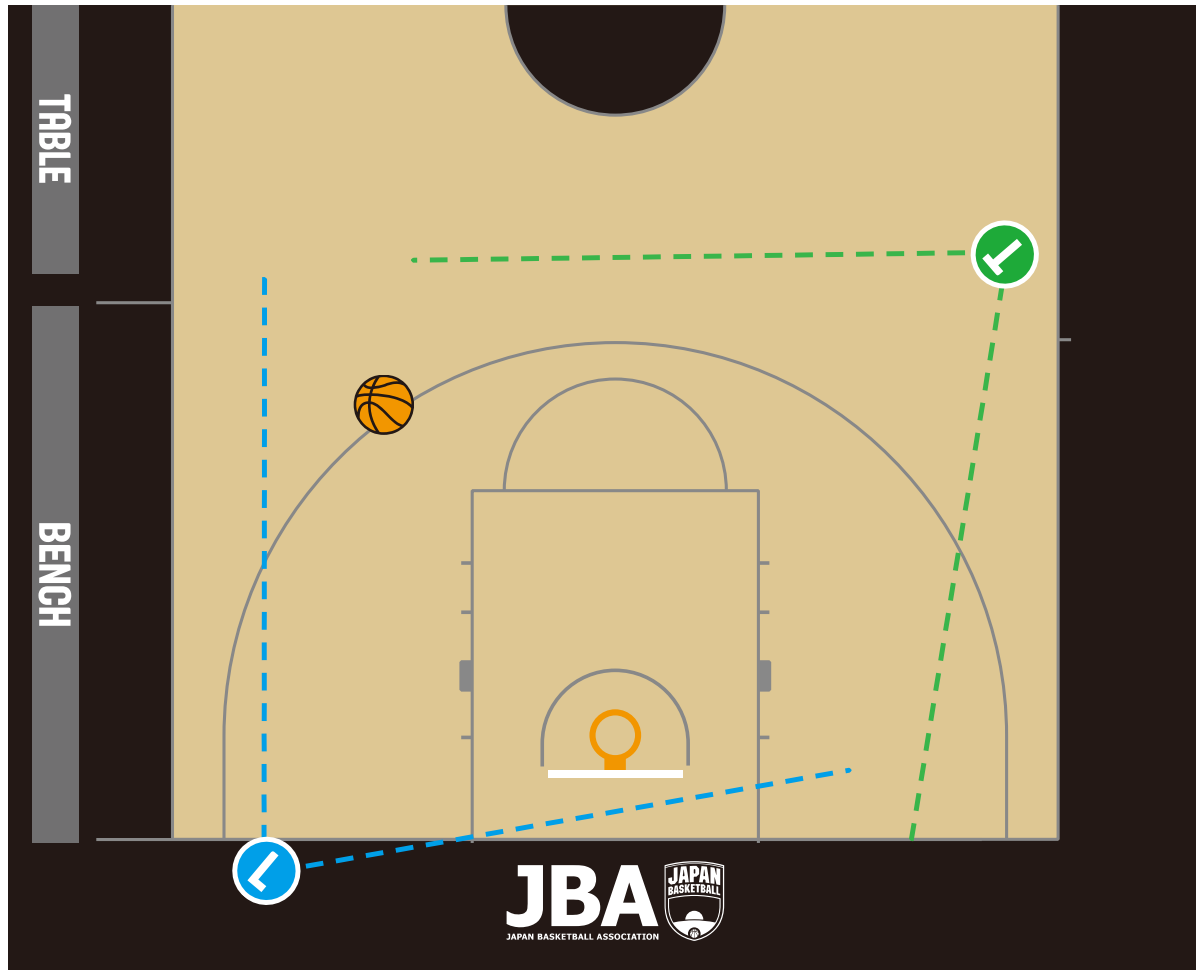 TABLE
BENCH
L
T
JBA
JAPAN BASKETBALL ASSOCIATION
JAPAN
BASKETBALL